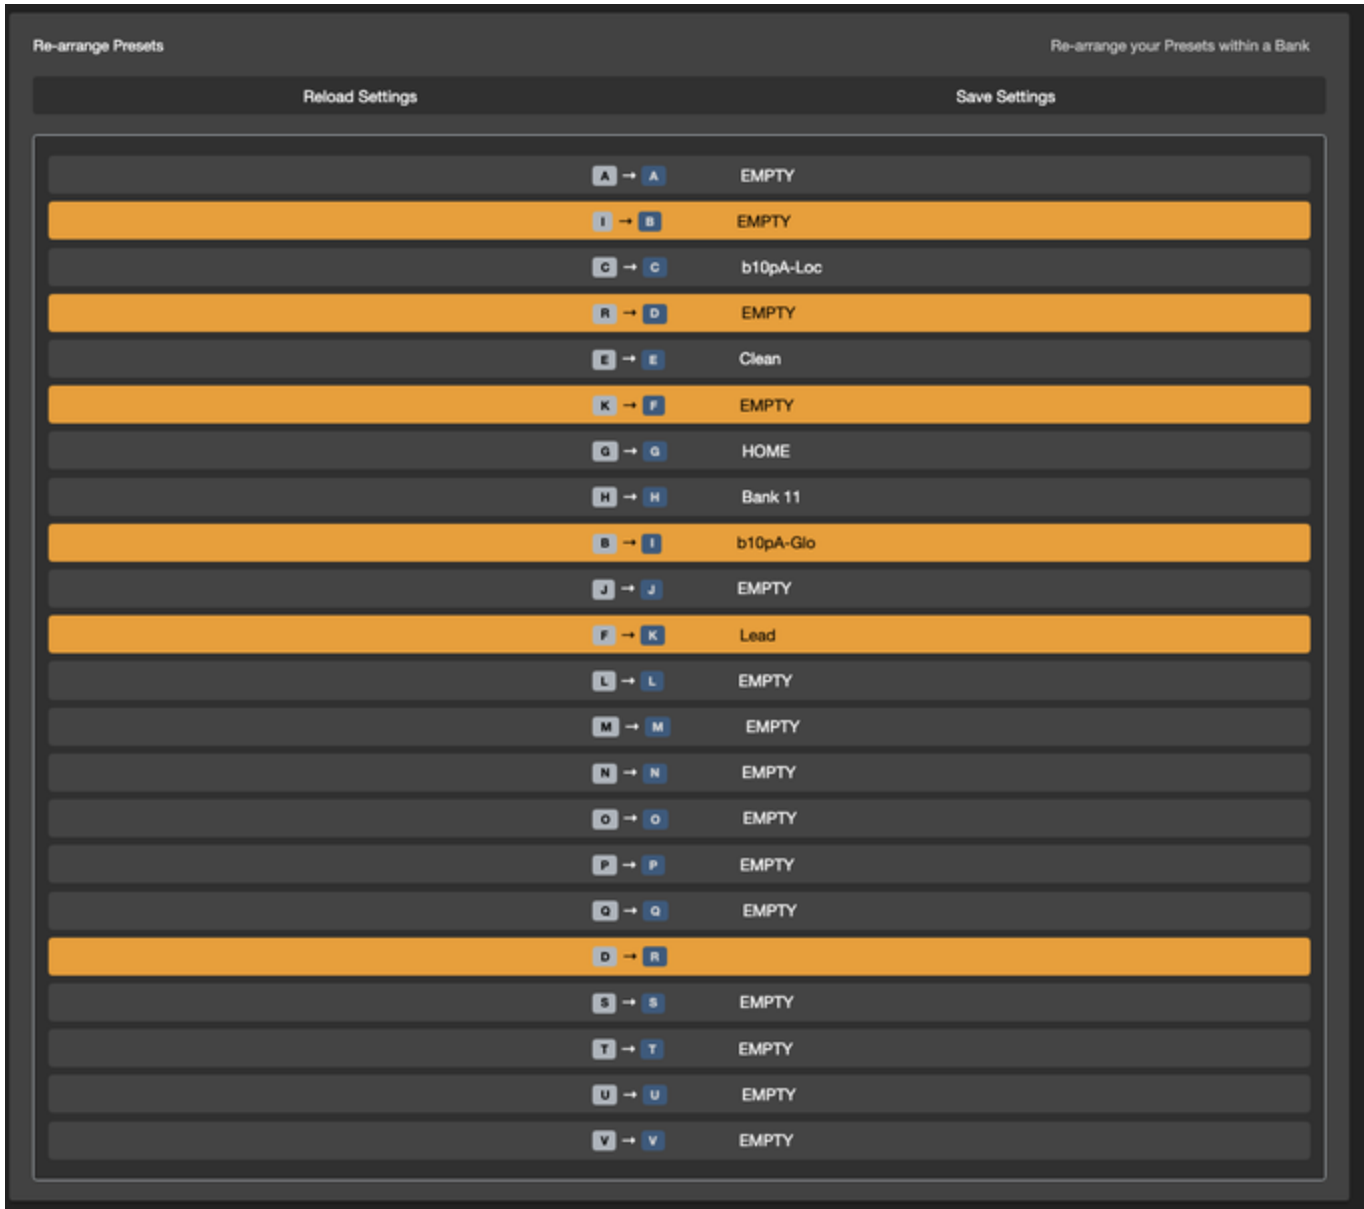 Re-arrange Presets Re-arrange your Presets within a Bank
Reload Settings Save Settings
A → A EMPTY
I → B EMPTY
C → C b10pA-Loc
R → D EMPTY
E → E Clean
K → F EMPTY
G → G HOME
H → H Bank 11
B → I b10pA-Glo
J → J EMPTY
F → K Lead
L → L EMPTY
M → M EMPTY
N → N EMPTY
O → O EMPTY
P → P EMPTY
Q → Q EMPTY
D → R
S → S EMPTY
T → T EMPTY
U → U EMPTY
V → V EMPTY